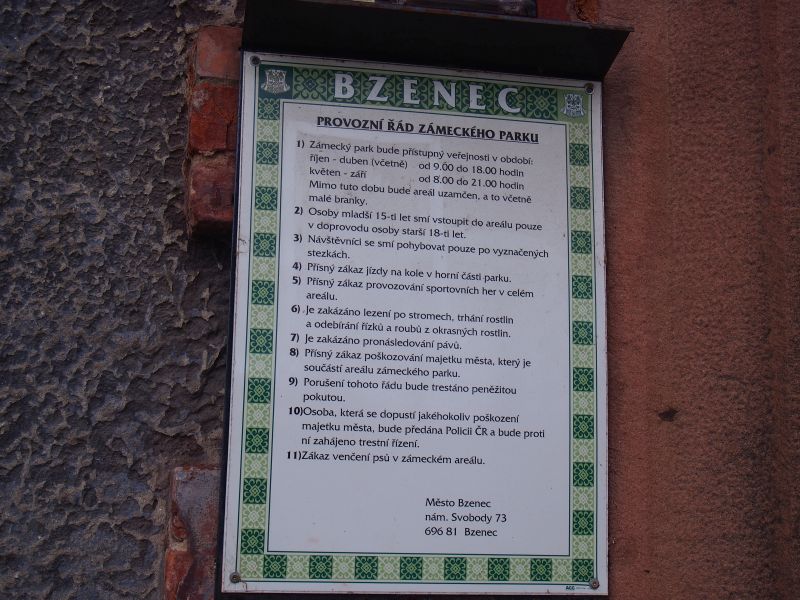 BZENEC
PROVOZNÍ ŘÁD ZÁMECKÉHO PARKU
1) Zámecký park bude přístupný veřejnosti v období:
říjen - duben (včetně) od 9.00 do 18.00 hodin
květen - září od 8.00 do 21.00 hodin
Mimo tuto dobu bude areál uzamčen, a to včetně
malé branky.
2) Osoby mladší 15-ti let smí vstoupit do areálu pouze
v doprovodu osoby starší 18-ti let.
3) Návštěvníci se smí pohybovat pouze po vyznačených
stezkách.
4) Přísný zákaz jízdy na kole v horní části parku.
5) Přísný zákaz provozování sportovních her v celém
areálu.
6) Je zakázáno lezení po stromech, trhání rostlin
a odebírání řízků a roubů z okrasných rostlin.
7) Je zakázáno pronásledování pávů.
8) Přísný zákaz poškozování majetku města, který je
součástí areálu zámeckého parku.
9) Porušení tohoto řádu bude trestáno peněžitou
pokutou.
10)Osoba, která se dopustí jakéhokoliv poškození
majetku města, bude předána Policii ČR a bude proti
ní zahájeno trestní řízení.
11)Zákaz venčení psů v zámeckém areálu.
Město Bzenec
nám. Svobody 73
696 81 Bzenec